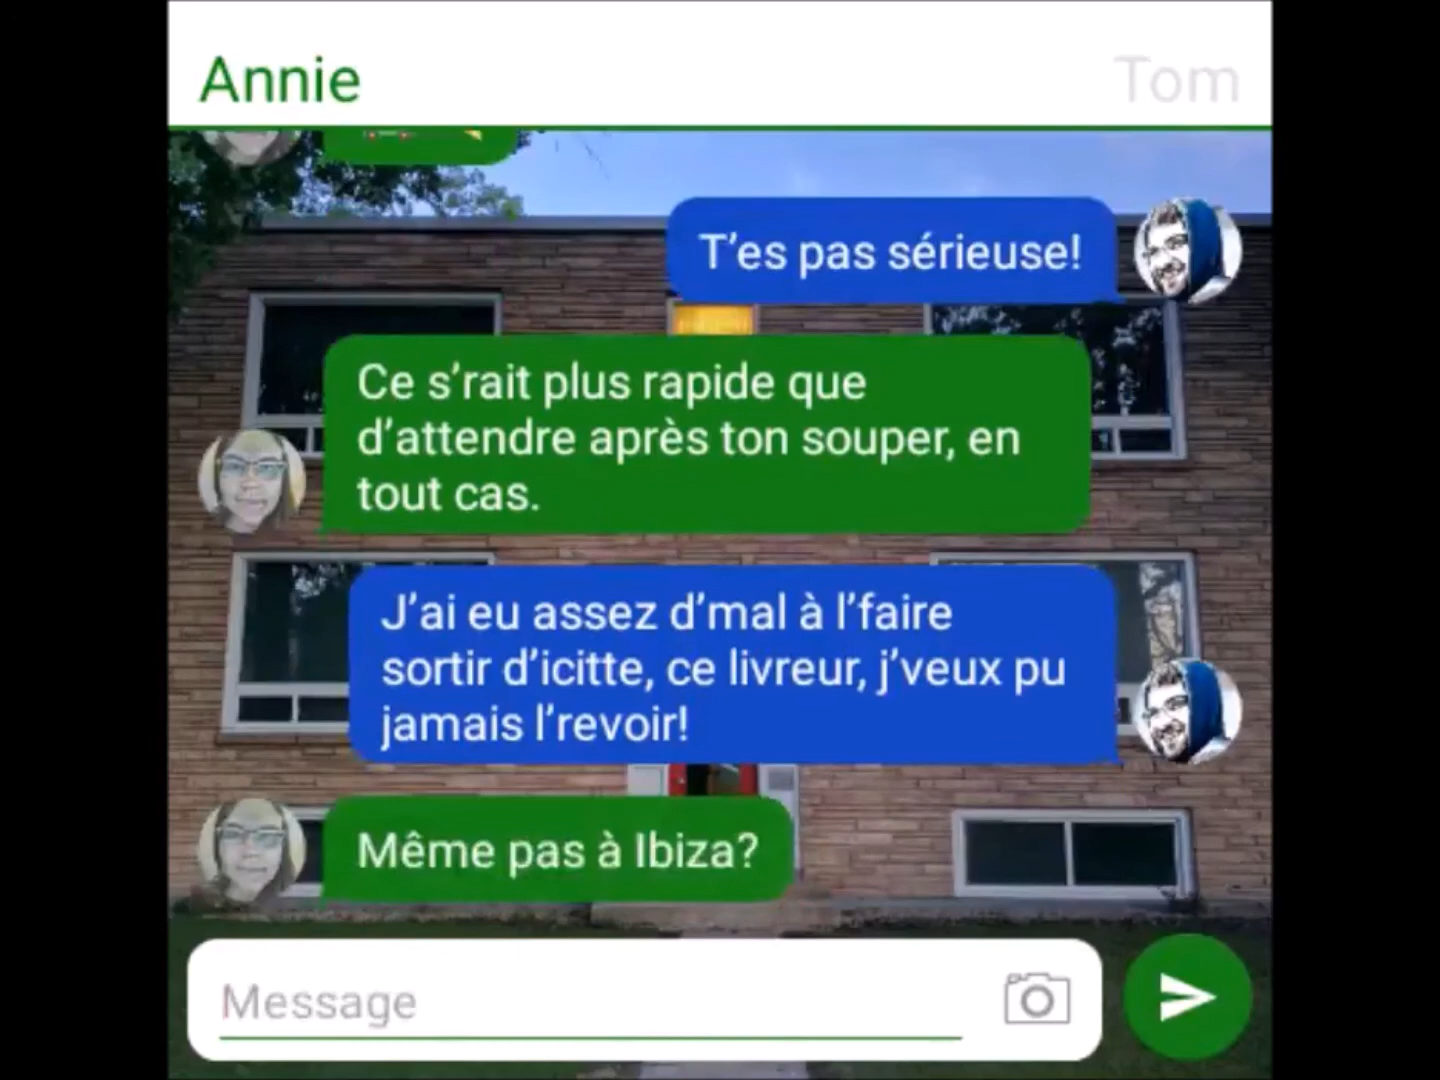 Annie
Tom
T’es pas sérieuse!
Ce s’rait plus rapide que
d’attendre après ton souper, en
tout cas.
J’ai eu assez d’mal à l’faire
sortir d’icitte, ce livreur, j’veux pu
jamais l’revoir!
Même pas à Ibiza?
Message